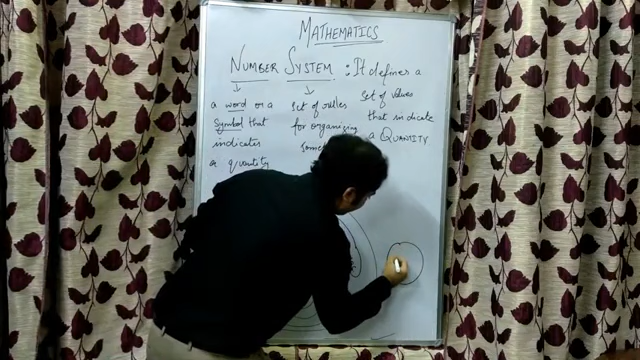 MATHEMATICS
NUMBER SYSTEM : It defines a
a word or a set of rules set of values
symbol that for organizing that indicate
indicates a QUANTITY
a quantity